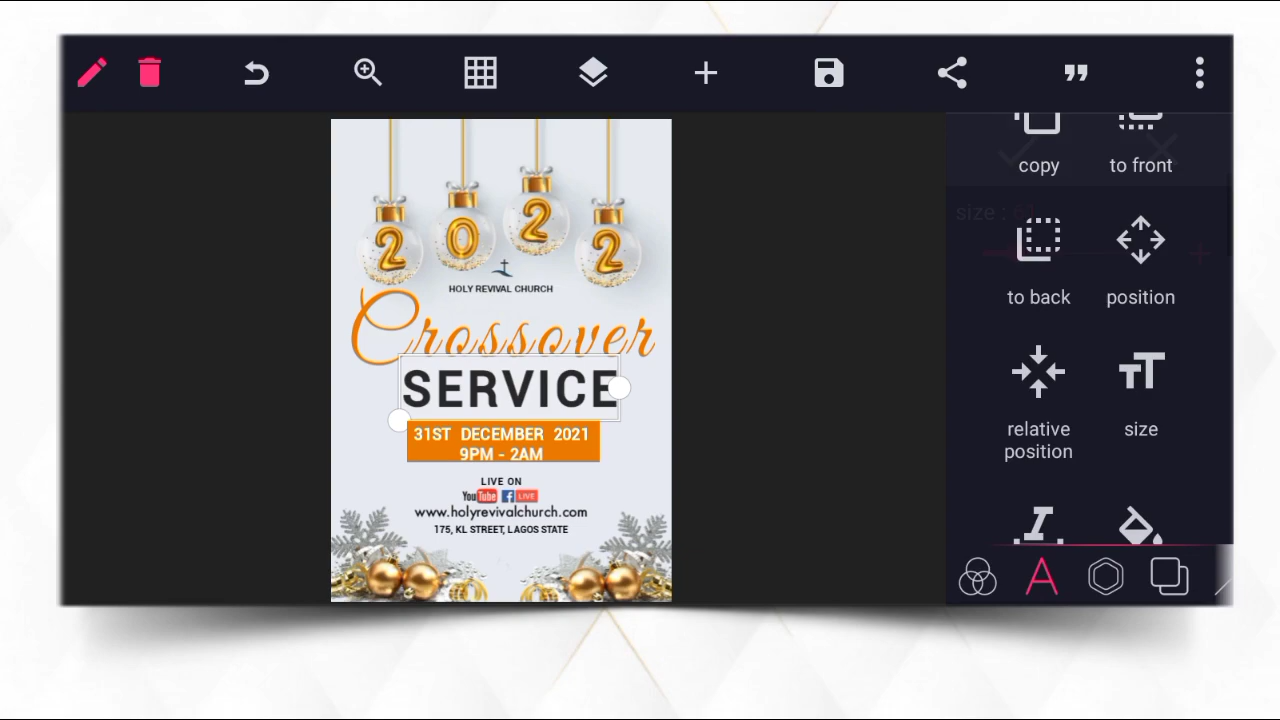 copy
to front
size :
2022
HOLY REVIVAL CHURCH
Crossover
SERVICE
31ST DECEMBER 2021
9PM - 2AM
LIVE ON
YouTube f LIVE
www.holyrevivalchurch.com
175, KL STREET, LAGOS STATE
to back
position
relative
position
size